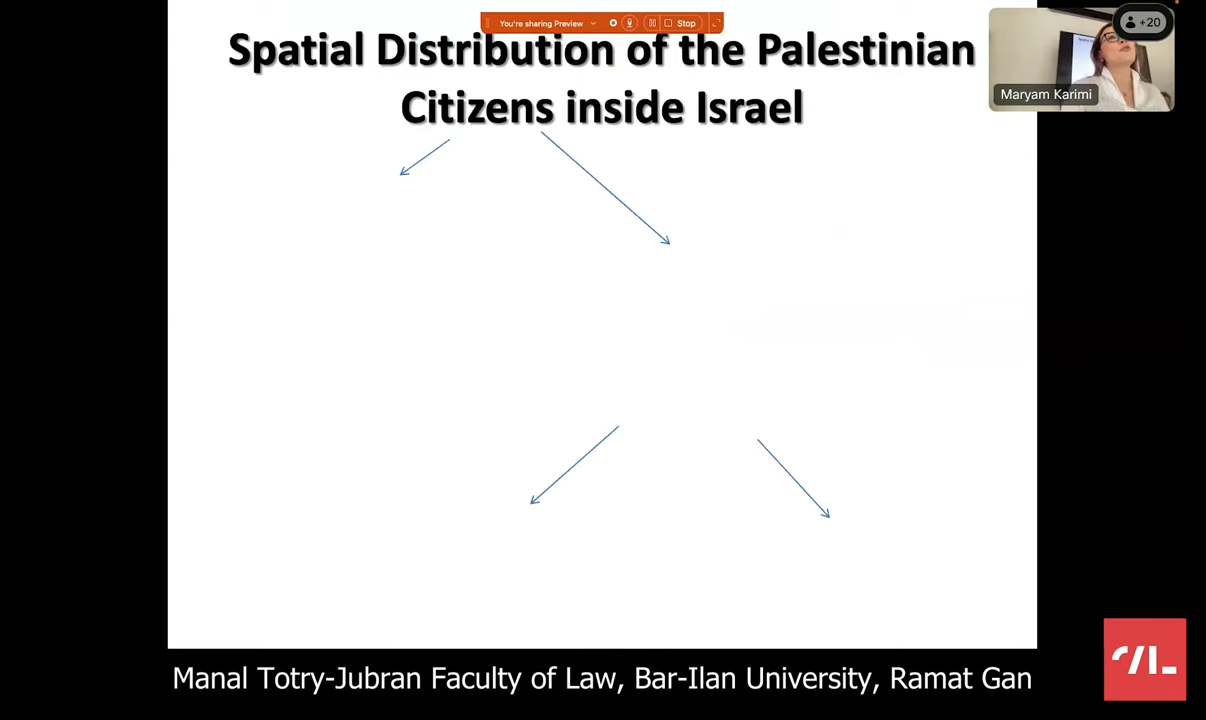 You're sharing Preview
Stop
Spatial Distribution of the Palestinian
Citizens inside Israel
+20
Maryam Karimi
Manal Totry-Jubran Faculty of Law, Bar-Ilan University, Ramat Gan